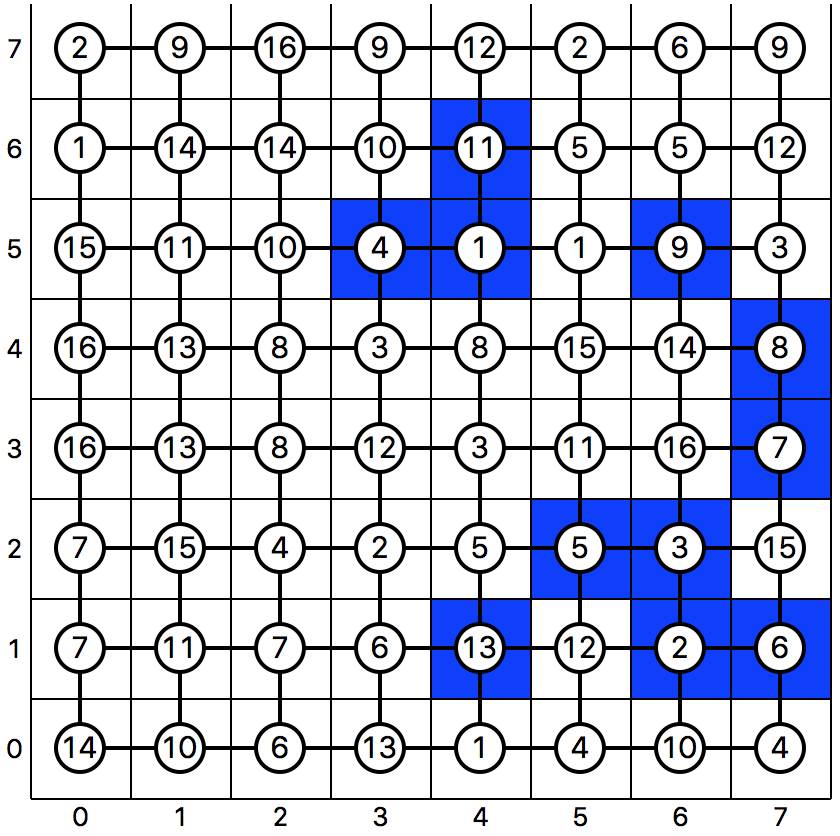 7 2 9 16 9 12 2 6 9
6 1 14 14 10 11 5 5 12
5 15 11 10 4 1 1 9 3
4 16 13 8 3 8 15 14 8
3 16 13 8 12 3 11 16 7
2 7 15 4 2 5 5 3 15
1 7 11 7 6 13 12 2 6
0 14 10 6 13 1 4 10 4
0 1 2 3 4 5 6 7